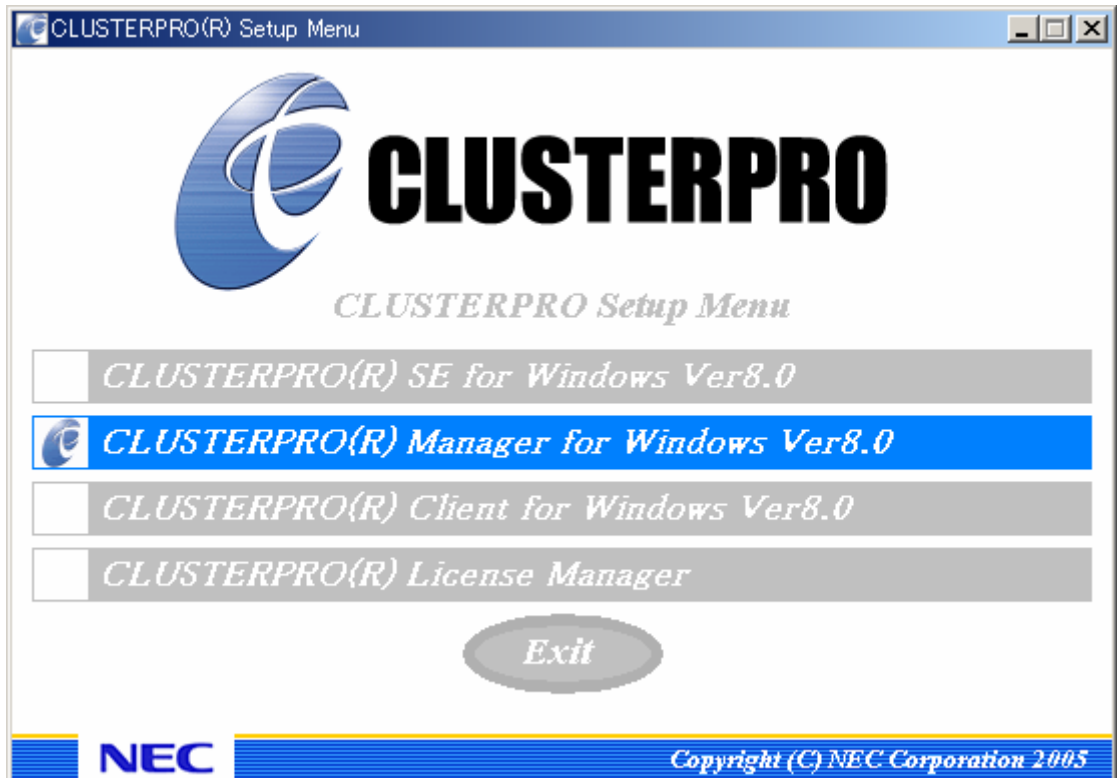 CLUSTERPRO(R) Setup Menu
CLUSTERPRO
CLUSTERPRO Setup Menu
CLUSTERPRO(R) SE for Windows Ver8.0
CLUSTERPRO(R) Manager for Windows Ver8.0
CLUSTERPRO(R) Client for Windows Ver8.0
CLUSTERPRO(R) License Manager
Exit
NEC
Copyright (C) NEC Corporation 2005